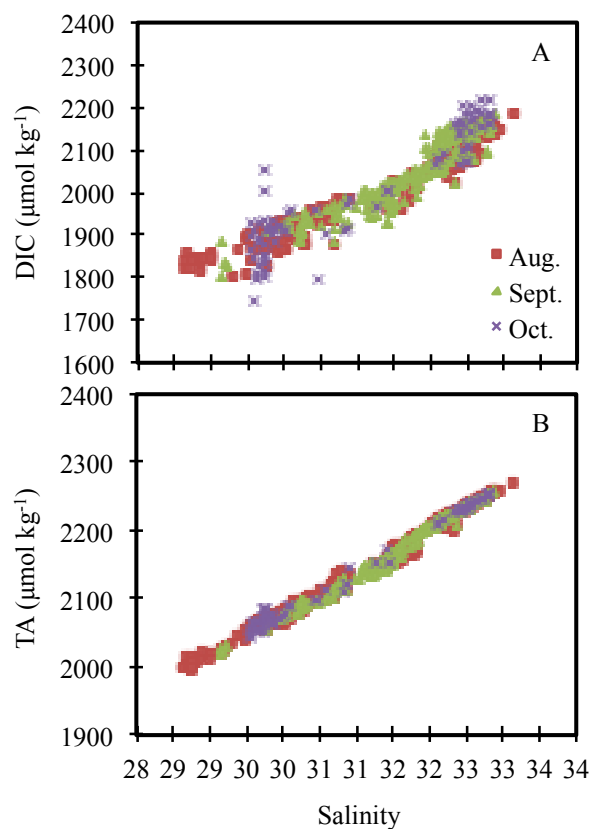 2400
2300
2200
2100
2000
1900
1800
1700
1600
DIC (µmol kg⁻¹)
A
Aug.
Sept.
Oct.
2400
2300
2200
2100
2000
1900
TA (µmol kg⁻¹)
B
28 29 29 30 30 31 31 32 32 33 33 34 34
Salinity